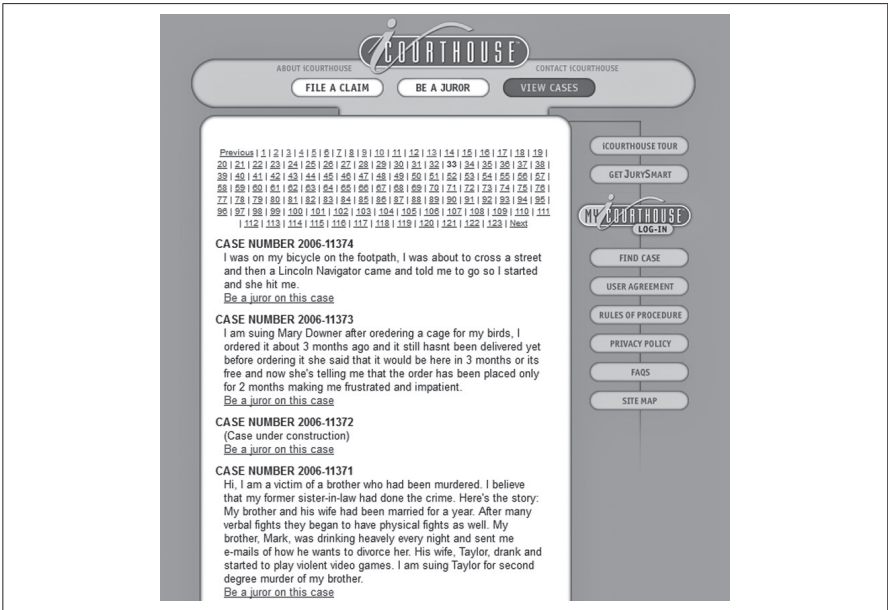 iCOURTHOUSE
ABOUT iCOURTHOUSE CONTACT iCOURTHOUSE
FILE A CLAIM BE A JUROR VIEW CASES
Previous | 1 | 2 | 3 | 4 | 5 | 6 | 7 | 8 | 9 | 10 | 11 | 12 | 13 | 14 | 15 | 16 | 17 | 18 | 19 |
20 | 21 | 22 | 23 | 24 | 25 | 26 | 27 | 28 | 29 | 30 | 31 | 32 | 33 | 34 | 35 | 36 | 37 | 38 |
39 | 40 | 41 | 42 | 43 | 44 | 45 | 46 | 47 | 48 | 49 | 50 | 51 | 52 | 53 | 54 | 55 | 56 | 57 |
58 | 59 | 60 | 61 | 62 | 63 | 64 | 65 | 66 | 67 | 68 | 69 | 70 | 71 | 72 | 73 | 74 | 75 | 76 |
77 | 78 | 79 | 80 | 81 | 82 | 83 | 84 | 85 | 86 | 87 | 88 | 89 | 90 | 91 | 92 | 93 | 94 | 95 |
96 | 97 | 98 | 99 | 100 | 101 | 102 | 103 | 104 | 105 | 106 | 107 | 108 | 109 | 110 | 111
| 112 | 113 | 114 | 115 | 116 | 117 | 118 | 119 | 120 | 121 | 122 | 123 | Next
CASE NUMBER 2006-11374
I was on my bicycle on the footpath, I was about to cross a street
and then a Lincoln Navigator came and told me to go so I started
and she hit me.
Be a juror on this case
CASE NUMBER 2006-11373
I am suing Mary Downer after oredering a cage for my birds, I
ordered it about 3 months ago and it still hasnt been delivered yet
before ordering it she said that it would be here in 3 months or its
free and now she's telling me that the order has been placed only
for 2 months making me frustrated and impatient.
Be a juror on this case
CASE NUMBER 2006-11372
(Case under construction)
Be a juror on this case
CASE NUMBER 2006-11371
Hi, I am a victim of a brother who had been murdered. I believe
that my former sister-in-law had done the crime. Here's the story:
My brother and his wife had been married for a year. After many
verbal fights they began to have physical fights as well. My
brother, Mark, was drinking heavely every night and sent me
e-mails of how he wants to divorce her. His wife, Taylor, drank and
started to play violent video games. I am suing Taylor for second
degree murder of my brother.
Be a juror on this case
iCOURTHOUSE TOUR
GET JURYSMART
MY iCOURTHOUSE
LOG-IN
FIND CASE
USER AGREEMENT
RULES OF PROCEDURE
PRIVACY POLICY
FAQS
SITE MAP